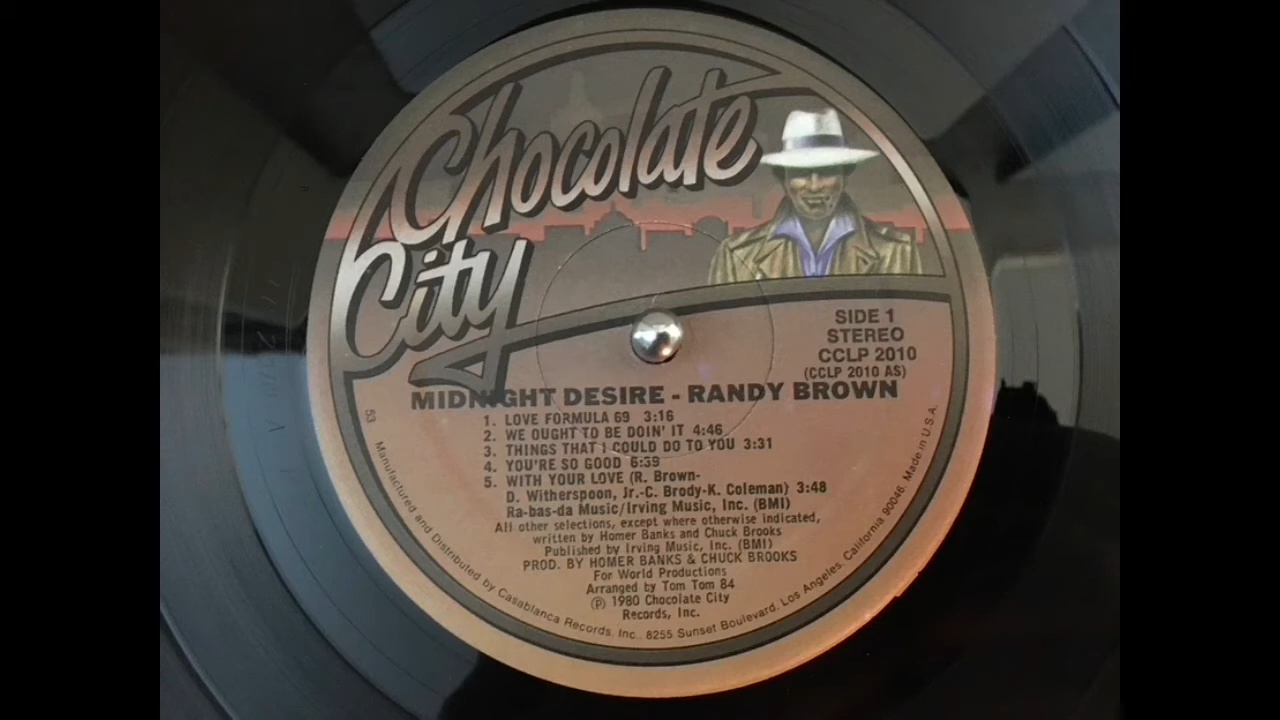 Chocolate
City
SIDE 1
STEREO
CCLP 2010
(CCLP 2010 AS)
MIDNIGHT DESIRE - RANDY BROWN
1. LOVE FORMULA 69 3:16
2. WE OUGHT TO BE DOIN' IT 4:46
3. THINGS THAT I COULD DO TO YOU 3:31
4. YOU'RE SO GOOD 6:39
5. WITH YOUR LOVE (R. Brown-
D. Witherspoon, Jr.-C. Brody-K. Coleman) 3:48
Ra-bas-da Music/Irving Music, Inc. (BMI)
All other selections, except where otherwise indicated,
written by Homer Banks and Chuck Brooks
Published by Irving Music, Inc. (BMI)
PROD. BY HOMER BANKS & CHUCK BROOKS
For World Productions
Arranged by Tom Tom 84
Ⓟ 1980 Chocolate City
Records, Inc.
53
Manufactured and Distributed by Casablanca Records, Inc., 8255 Sunset Boulevard, Los Angeles, California 90046. Made in U.S.A.